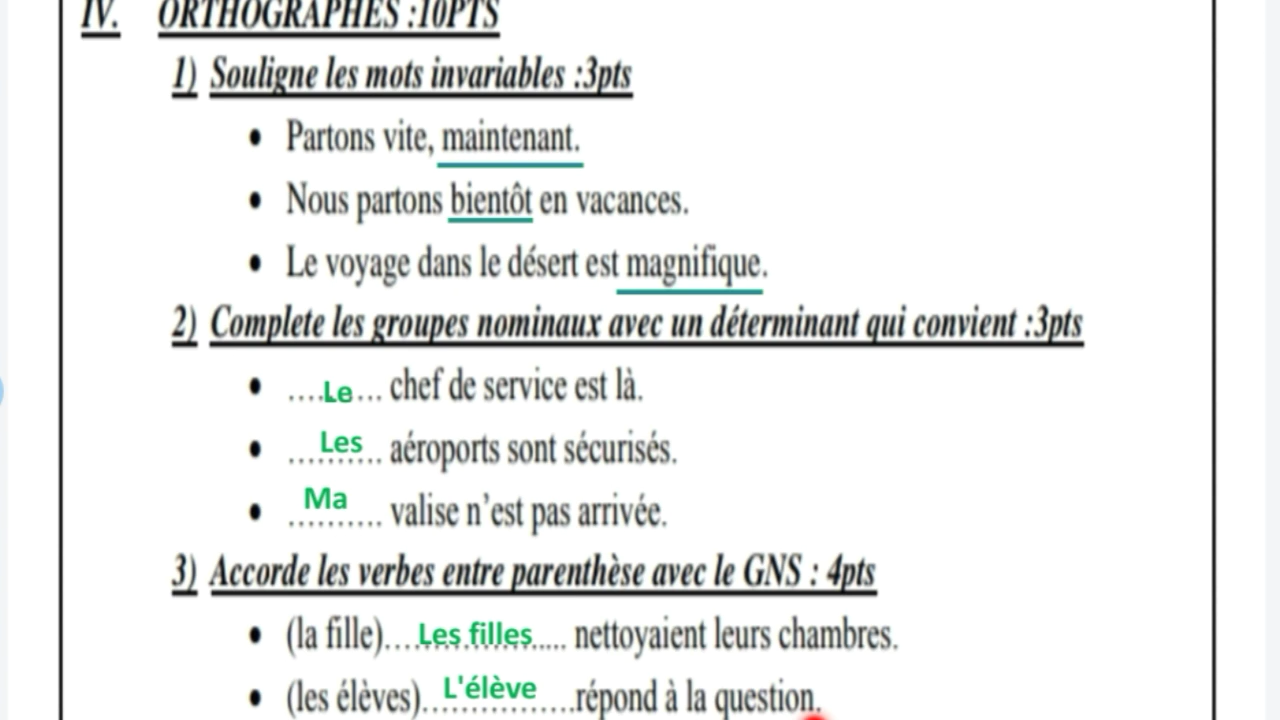 IV. ORTHOGRAPHES :10PTS
1) Souligne les mots invariables :3pts
• Partons vite, maintenant.
• Nous partons bientôt en vacances.
• Le voyage dans le désert est magnifique.
2) Complete les groupes nominaux avec un déterminant qui convient :3pts
• ....Le... chef de service est là.
• ...Les....... aéroports sont sécurisés.
• Ma.......... valise n'est pas arrivée.
3) Accorde les verbes entre parenthèse avec le GNS : 4pts
• (la fille)...Les filles..... nettoyaient leurs chambres.
• (les élèves)..L'élève......répond à la question.